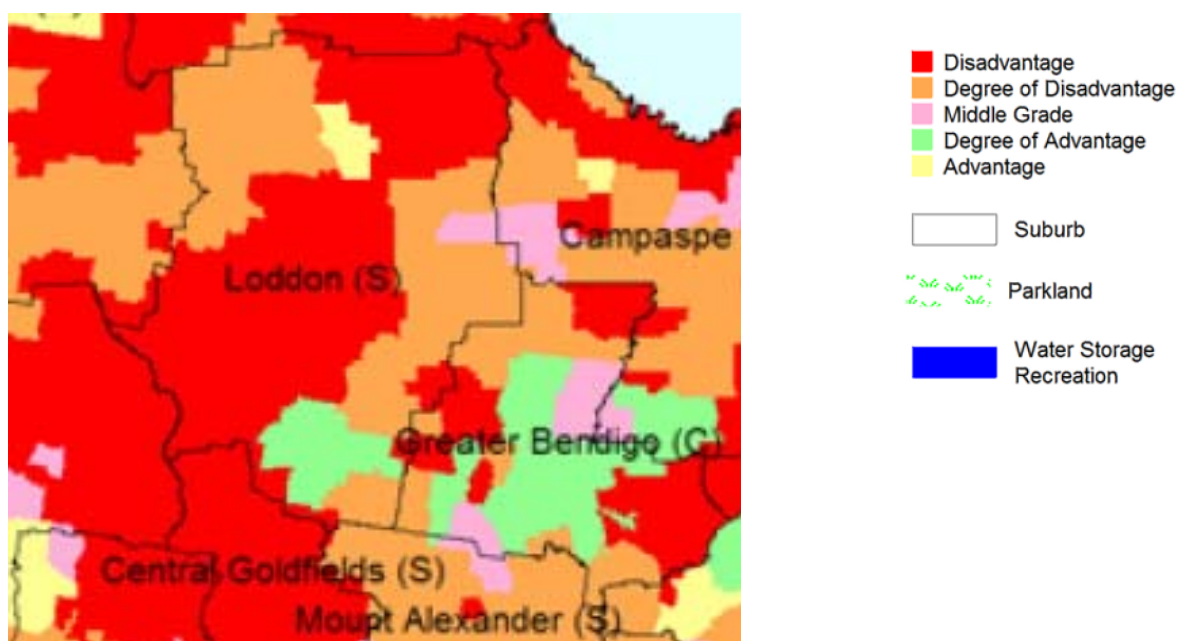 Campaspe
Loddon (S)
Greater Bendigo (C)
Central Goldfields (S)
Mount Alexander (S)
Disadvantage
Degree of Disadvantage
Middle Grade
Degree of Advantage
Advantage
Suburb
Parkland
Water Storage
Recreation